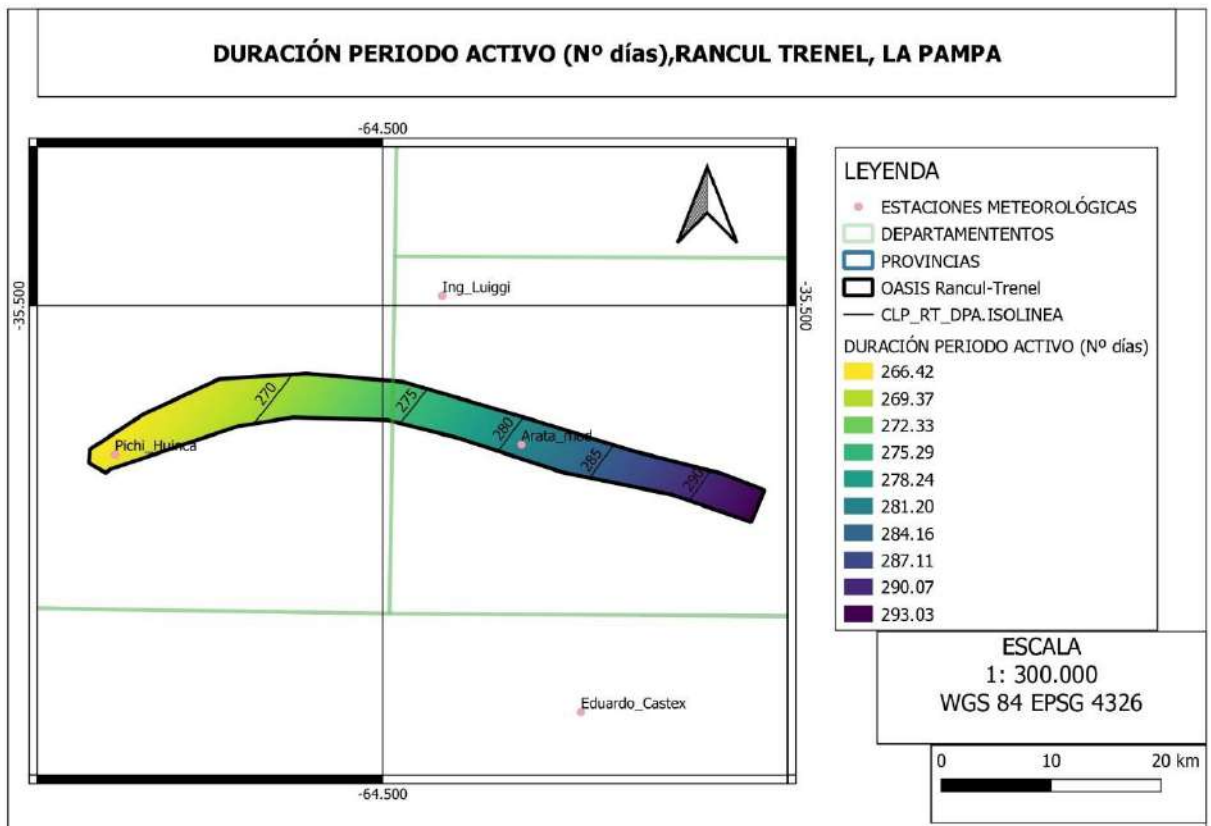 DURACIÓN PERIODO ACTIVO (Nº días),RANCUL TRENEL, LA PAMPA
-64.500
-35.500
-35.500
Ing_Luiggi
270
275
280
285
290
Pichi_Huinca
Arata_mod
Eduardo_Castex
-64.500
LEYENDA
ESTACIONES METEOROLÓGICAS
DEPARTAMENTENTOS
PROVINCIAS
OASIS Rancul-Trenel
CLP_RT_DPA.ISOLINEA
DURACIÓN PERIODO ACTIVO (Nº días)
266.42
269.37
272.33
275.29
278.24
281.20
284.16
287.11
290.07
293.03
ESCALA
1: 300.000
WGS 84 EPSG 4326
0 10 20 km